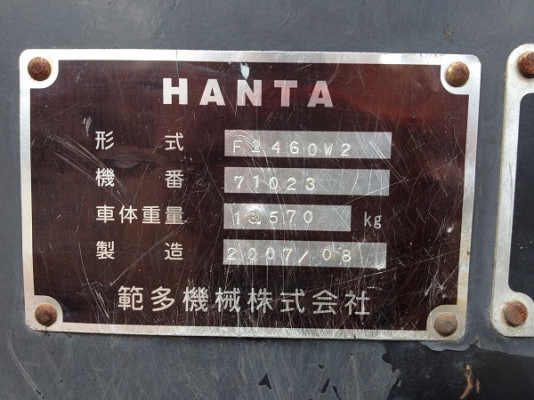 HANTA
形式 F2460W2
機番 71023
車体重量 13570 kg
製造 2007/08
範多機械株式会社